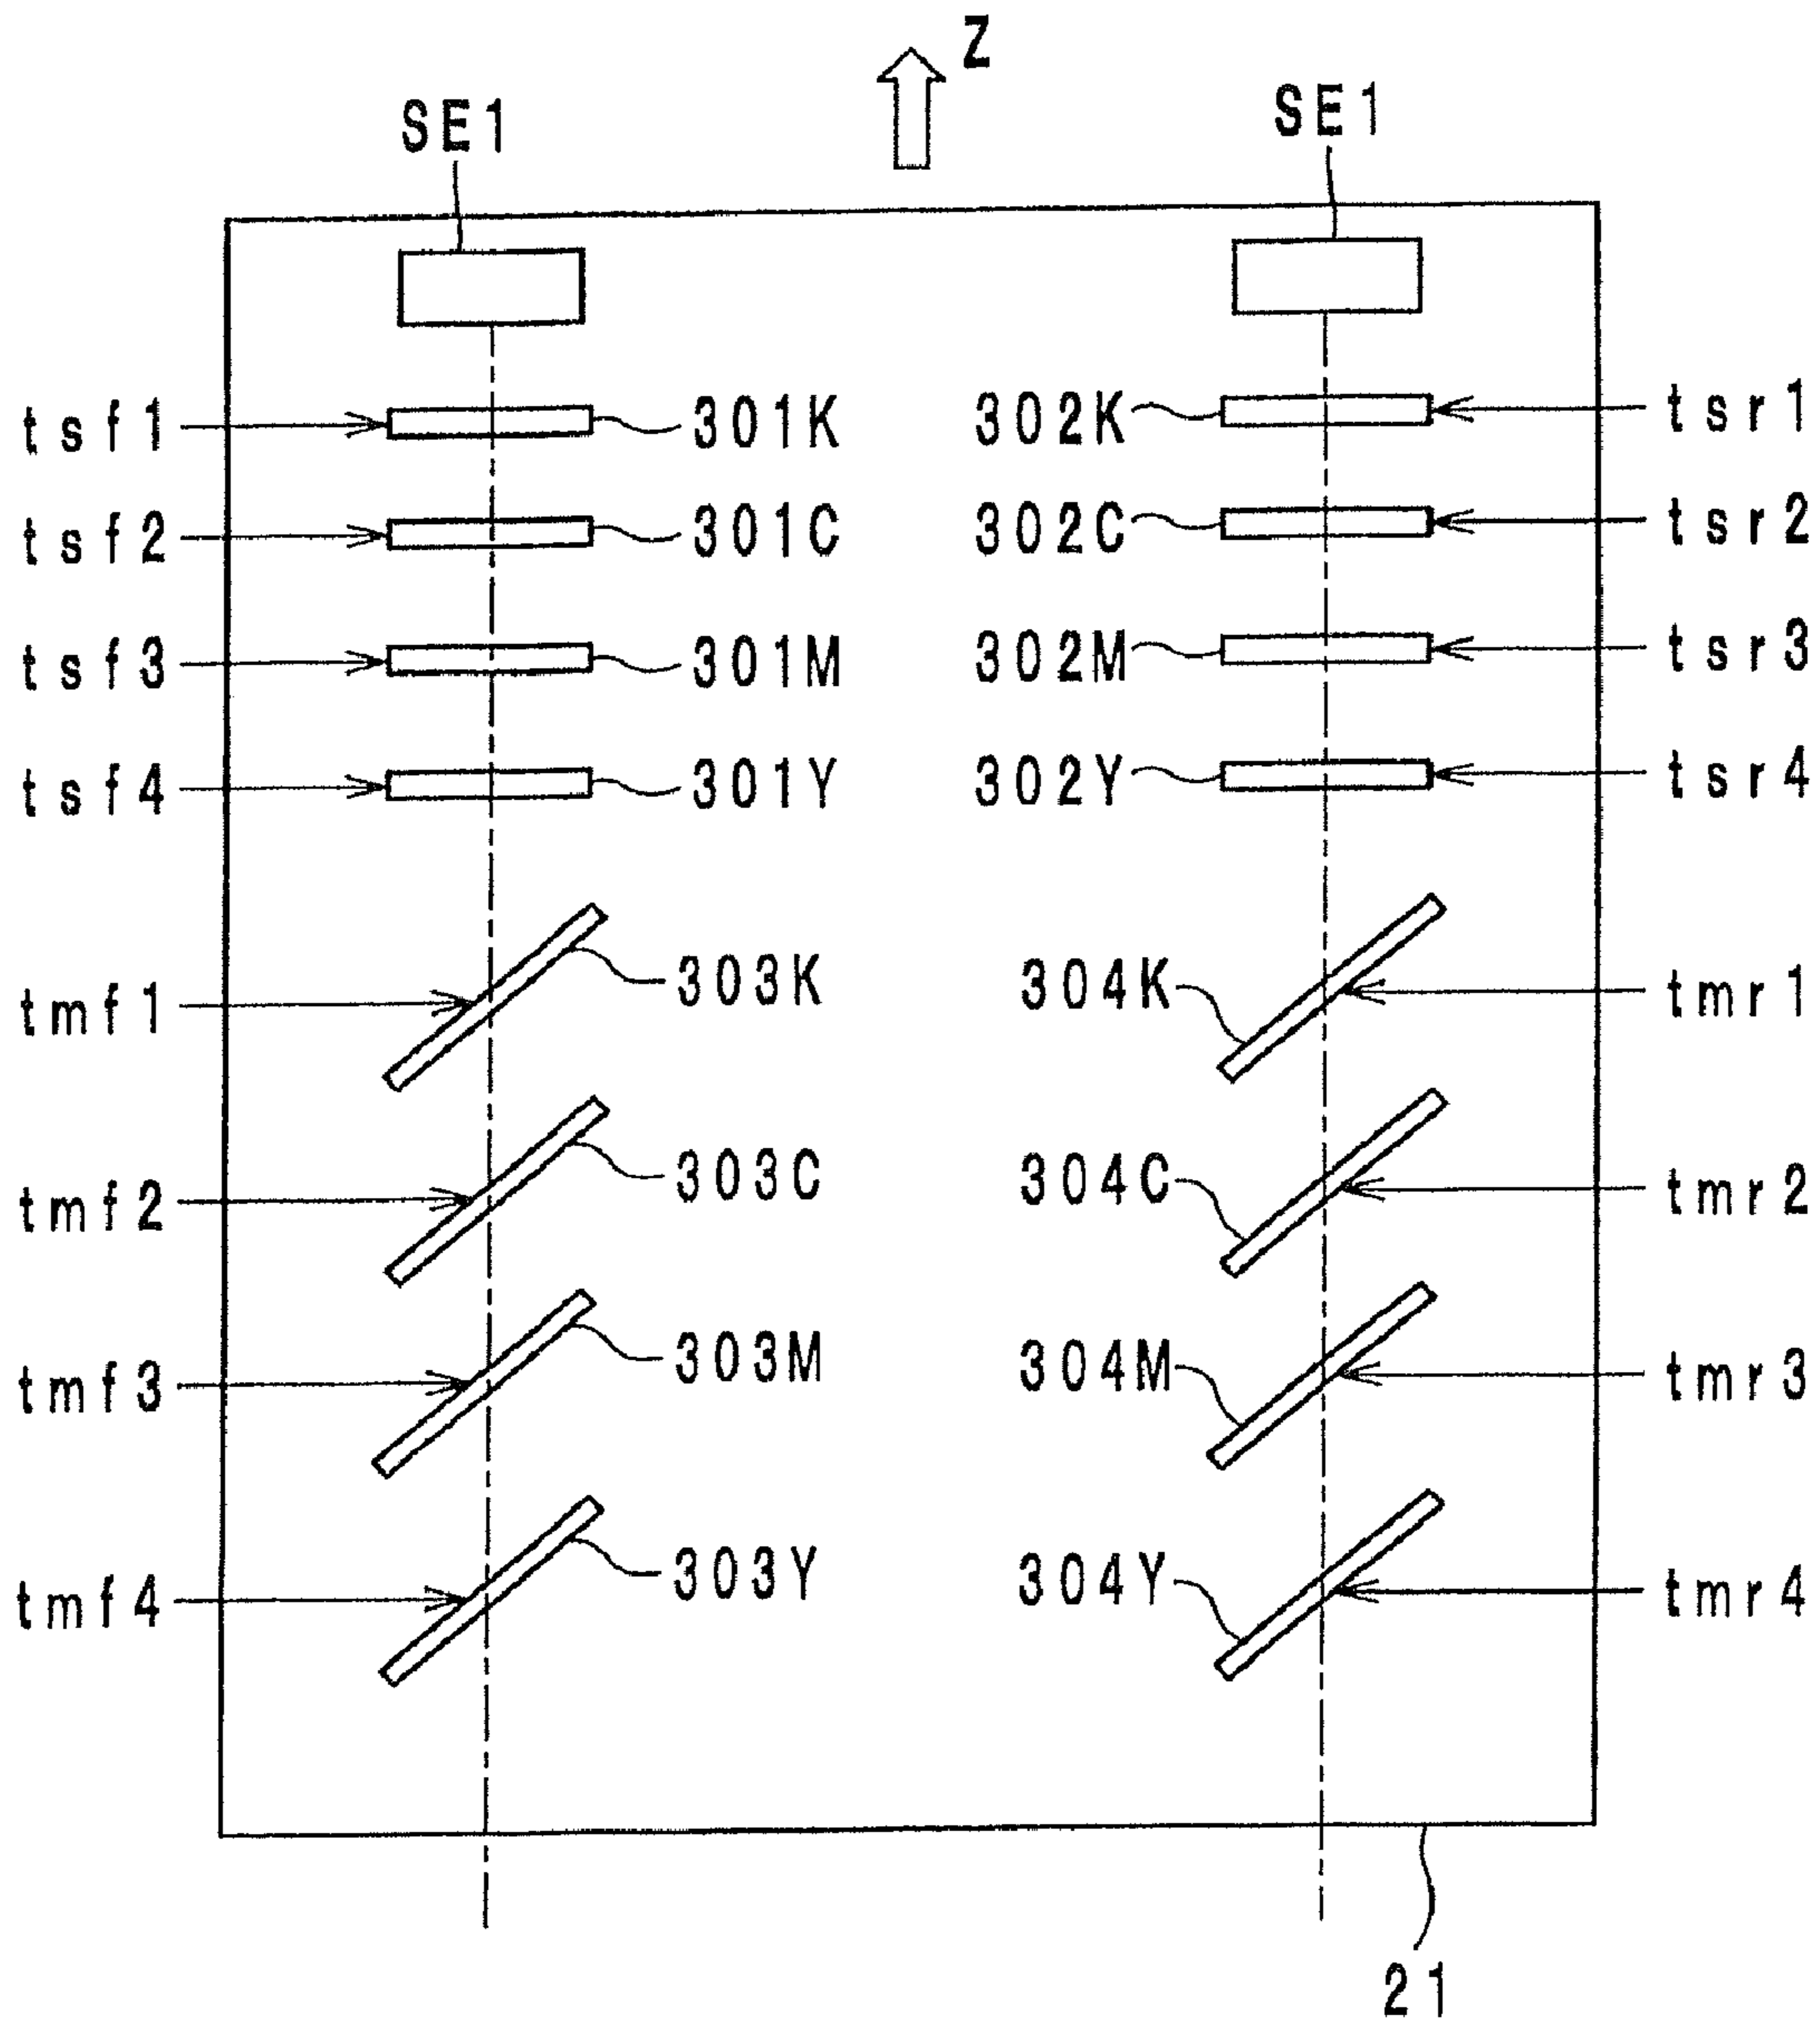 Z
SE1 SE1
tsf1 301K 302K tsr1
tsf2 301C 302C tsr2
tsf3 301M 302M tsr3
tsf4 301Y 302Y tsr4
tmf1 303K 304K tmr1
tmf2 303C 304C tmr2
tmf3 303M 304M tmr3
tmf4 303Y 304Y tmr4
21